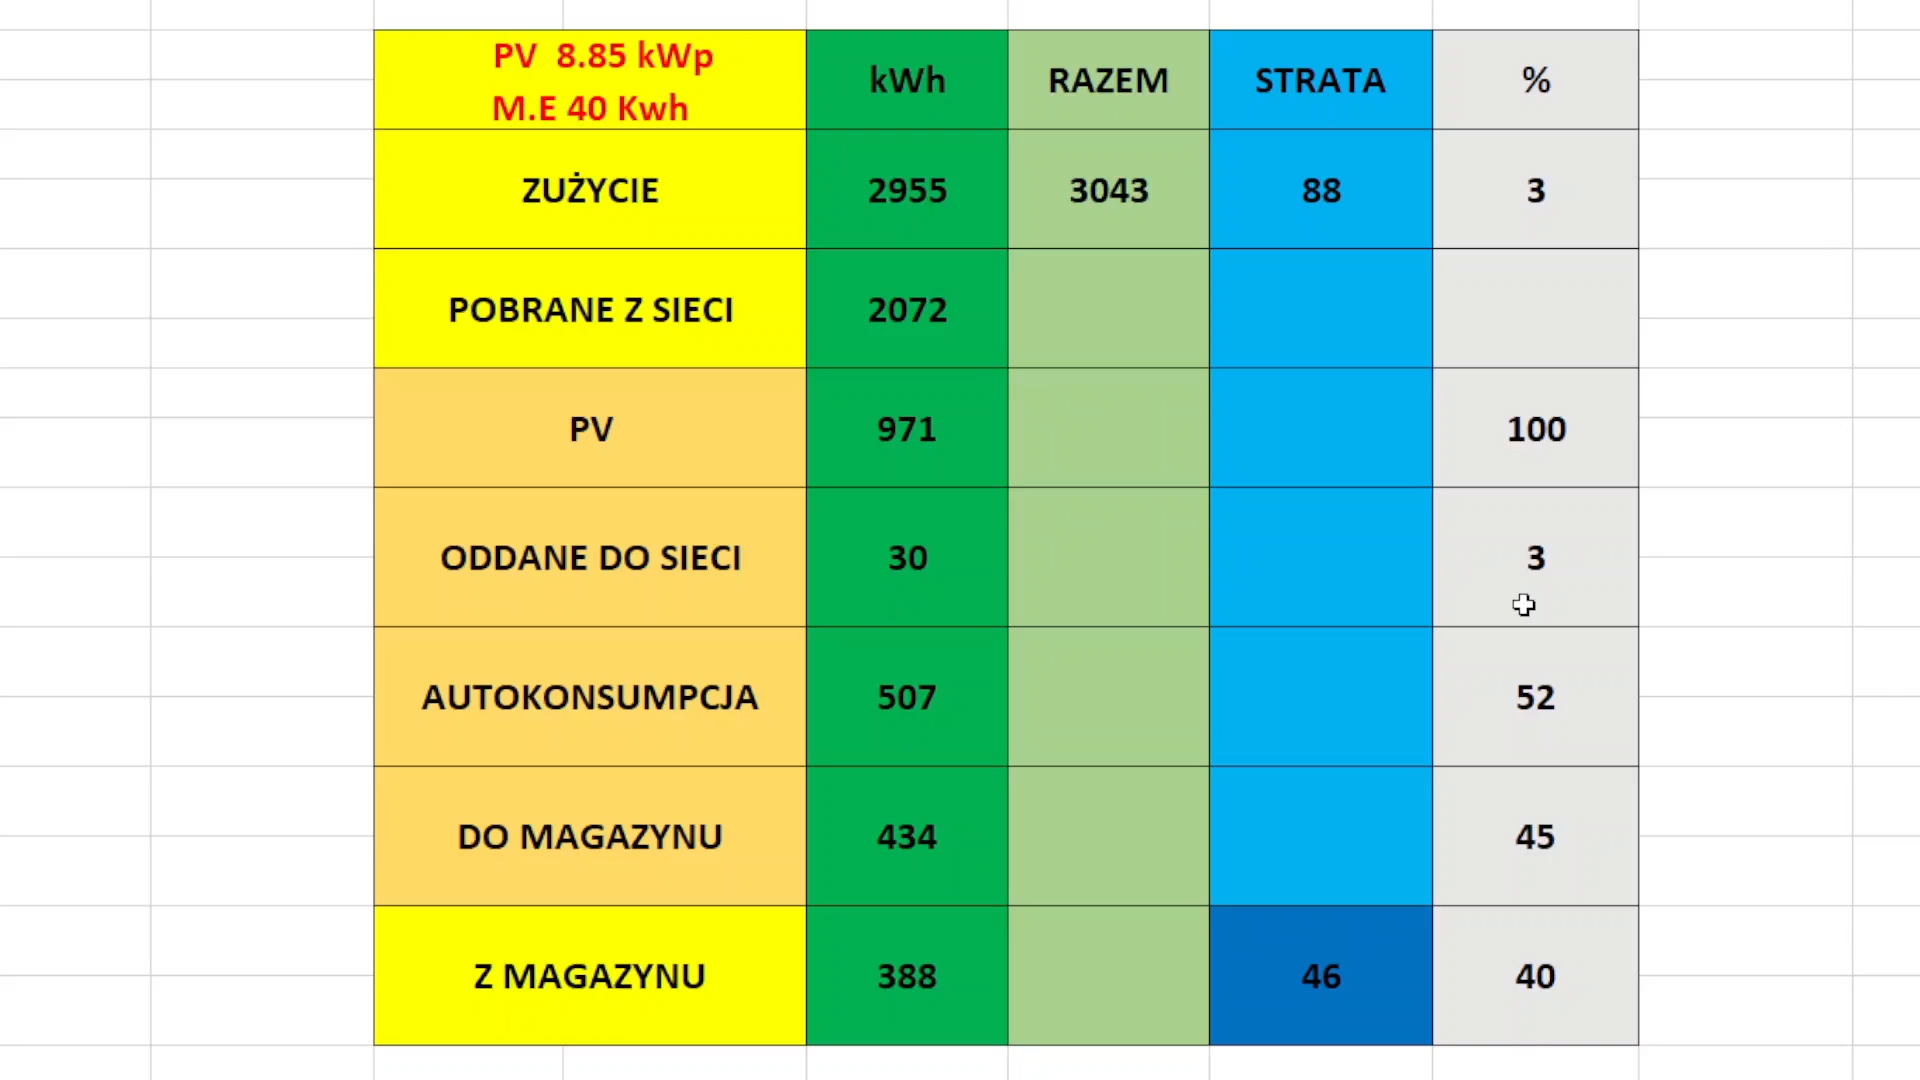 PV 8.85 kWp
M.E 40 Kwh
kWh
RAZEM
STRATA
%
ZUŻYCIE
2955
3043
88
3
POBRANE Z SIECI
2072
PV
971
100
ODDANE DO SIECI
30
3
AUTOKONSUMPCJA
507
52
DO MAGAZYNU
434
45
Z MAGAZYNU
388
46
40